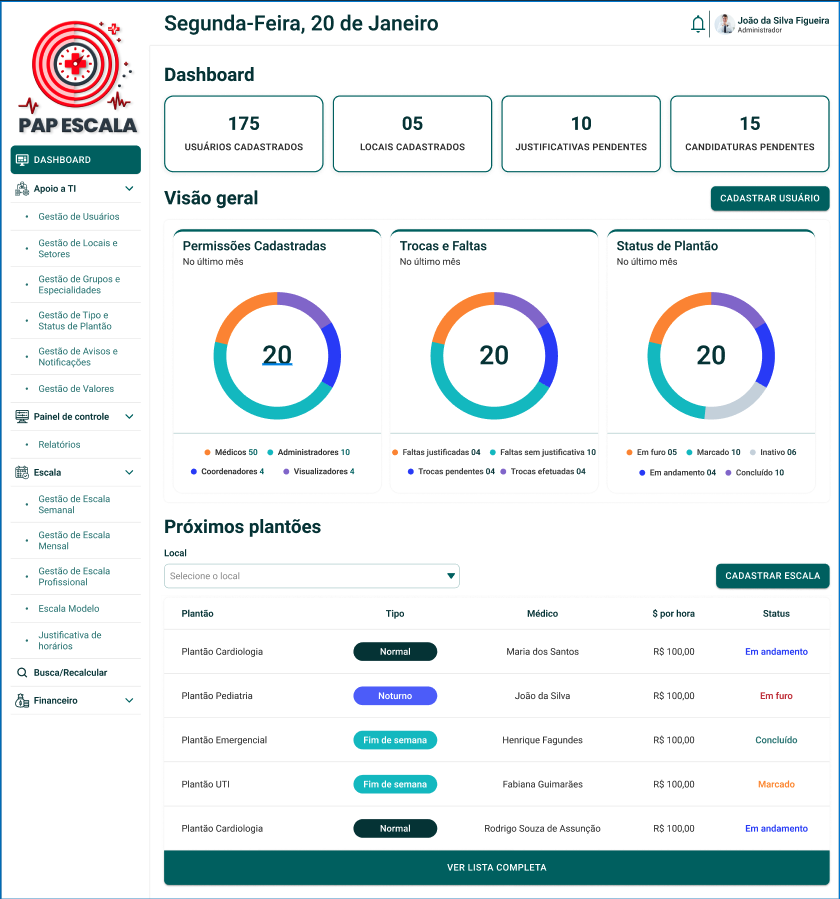 PAP ESCALA
DASHBOARD
Apoio a TI
Gestão de Usuários
Gestão de Locais e
Setores
Gestão de Grupos e
Especialidades
Gestão de Tipo e
Status de Plantão
Gestão de Avisos e
Notificações
Gestão de Valores
Painel de controle
Relatórios
Escala
Gestão de Escala
Semanal
Gestão de Escala
Mensal
Gestão de Escala
Profissional
Escala Modelo
Justificativa de
horários
Busca/Recalcular
Financeiro
Segunda-Feira, 20 de Janeiro
João da Silva Figueira
Administrador
Dashboard
175
USUÁRIOS CADASTRADOS
05
LOCAIS CADASTRADOS
10
JUSTIFICATIVAS PENDENTES
15
CANDIDATURAS PENDENTES
Visão geral
CADASTRAR USUÁRIO
Permissões Cadastradas
No último mês
20
Médicos 50 Administradores 10
Coordenadores 4 Visualizadores 4
Trocas e Faltas
No último mês
20
Faltas justificadas 04 Faltas sem justificativa 10
Trocas pendentes 04 Trocas efetuadas 04
Status de Plantão
No último mês
20
Em furo 05 Marcado 10 Inativo 06
Em andamento 04 Concluído 10
Próximos plantões
Local
Selecione o local
CADASTRAR ESCALA
Plantão Tipo Médico $ por hora Status
Plantão Cardiologia Normal Maria dos Santos R$ 100,00 Em andamento
Plantão Pediatria Noturno João da Silva R$ 100,00 Em furo
Plantão Emergencial Fim de semana Henrique Fagundes R$ 100,00 Concluído
Plantão UTI Fim de semana Fabiana Guimarães R$ 100,00 Marcado
Plantão Cardiologia Normal Rodrigo Souza de Assunção R$ 100,00 Em andamento
VER LISTA COMPLETA